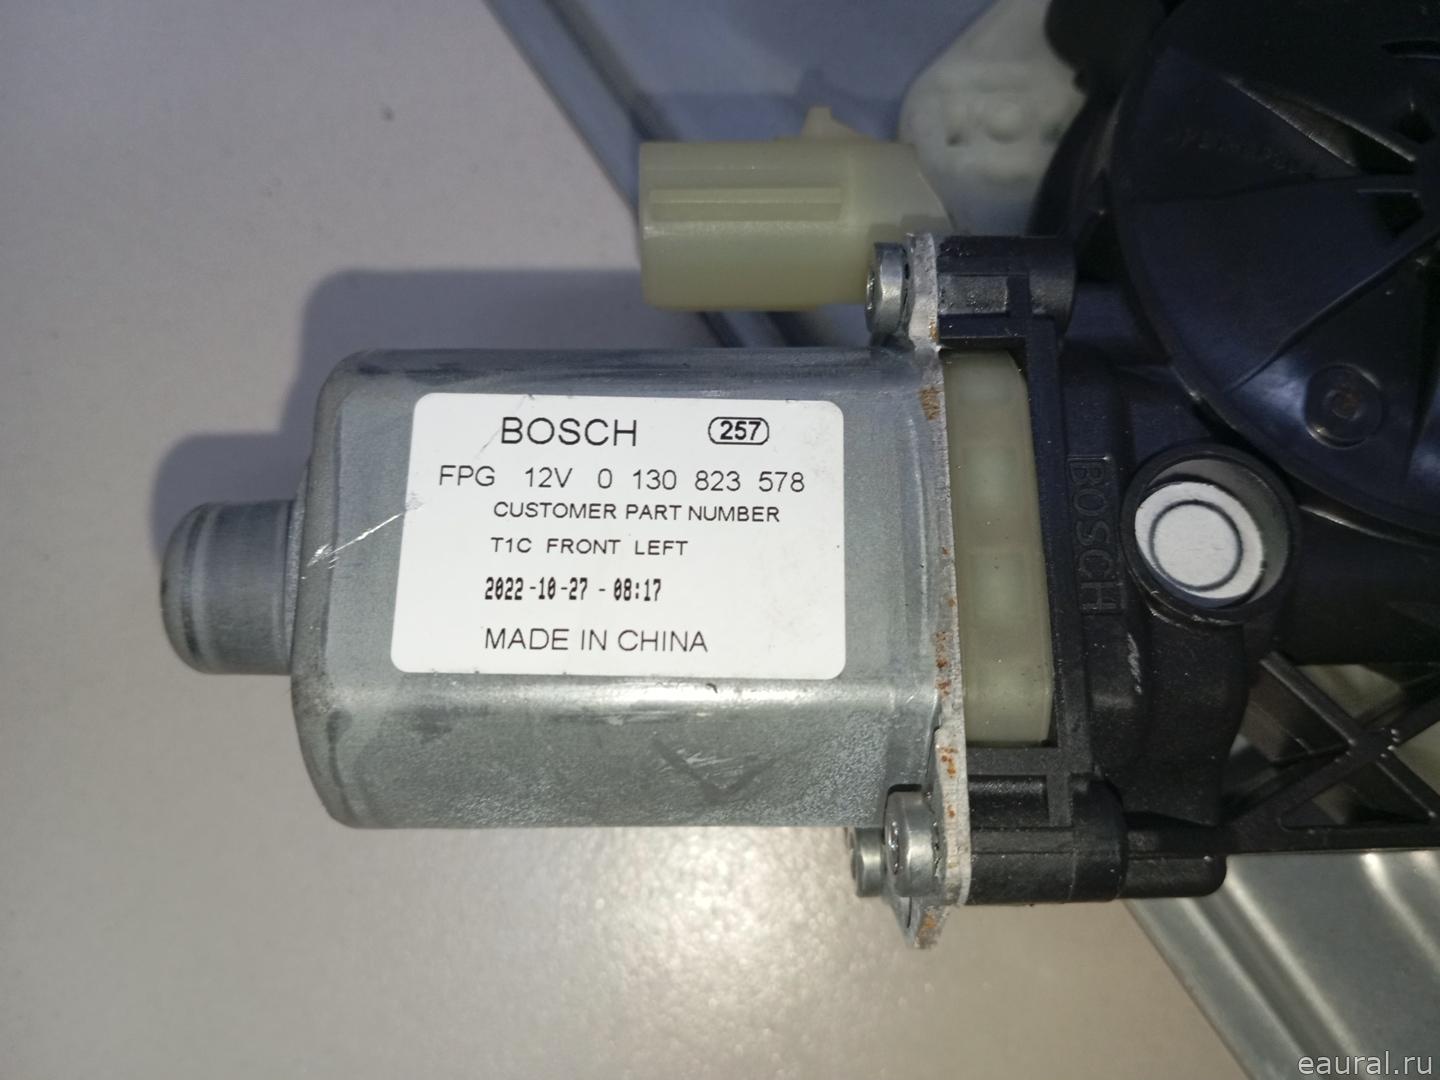 BOSCH 257
FPG 12V 0 130 823 578
CUSTOMER PART NUMBER
T1C FRONT LEFT
2022-10-27 - 08:17
MADE IN CHINA
BOSCH
eaural.ru